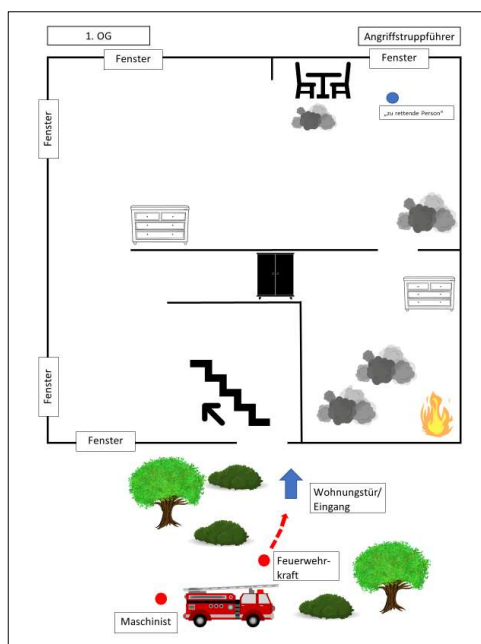 1. OG
Angriffstruppführer
Fenster
Fenster
Fenster
„zu rettende Person“
Fenster
Fenster
Wohnungstür/
Eingang
Feuerwehr-
kraft
Maschinist